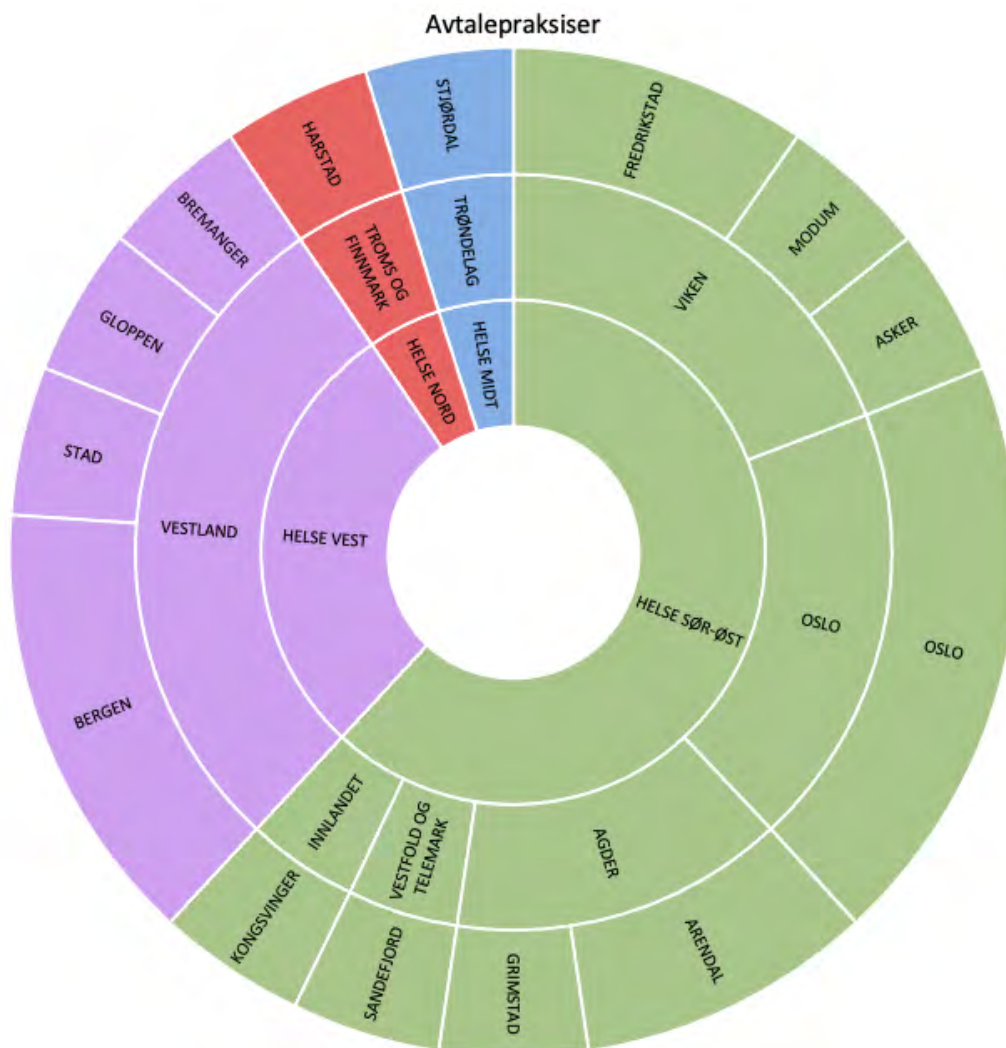 Avtalepraksiser
STJØRDAL
FREDRIKSTAD
HARSTAD
MODUM
BREMANGER
TRØNDELAG
TROMS OG
FINNMARK
VIKEN
ASKER
GLOPPEN
HELSE MIDT
HELSE NORD
STAD
VESTLAND
HELSE VEST
HELSE SØR-ØST
OSLO
OSLO
BERGEN
INNLANDET
VESTFOLD OG
TELEMARK
AGDER
KONGSVINGER
SANDEFJORD
GRIMSTAD
ARENDAL